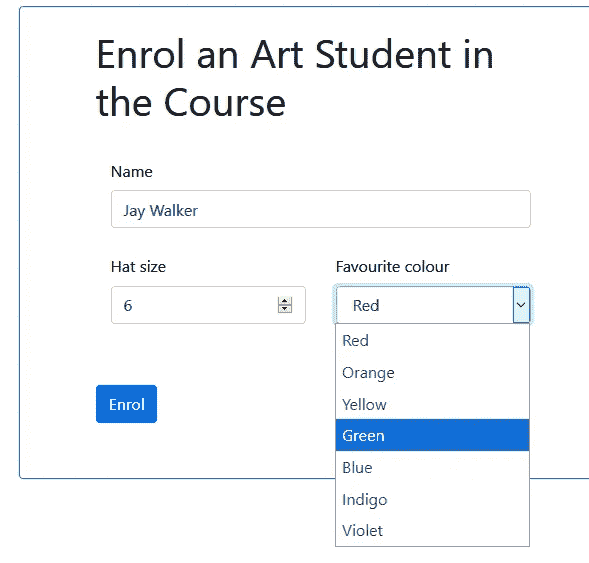 Enrol an Art Student in
the Course
Name
Jay Walker
Hat size
Favourite colour
6
Red
Red
Orange
Yellow
Green
Blue
Indigo
Violet
Enrol